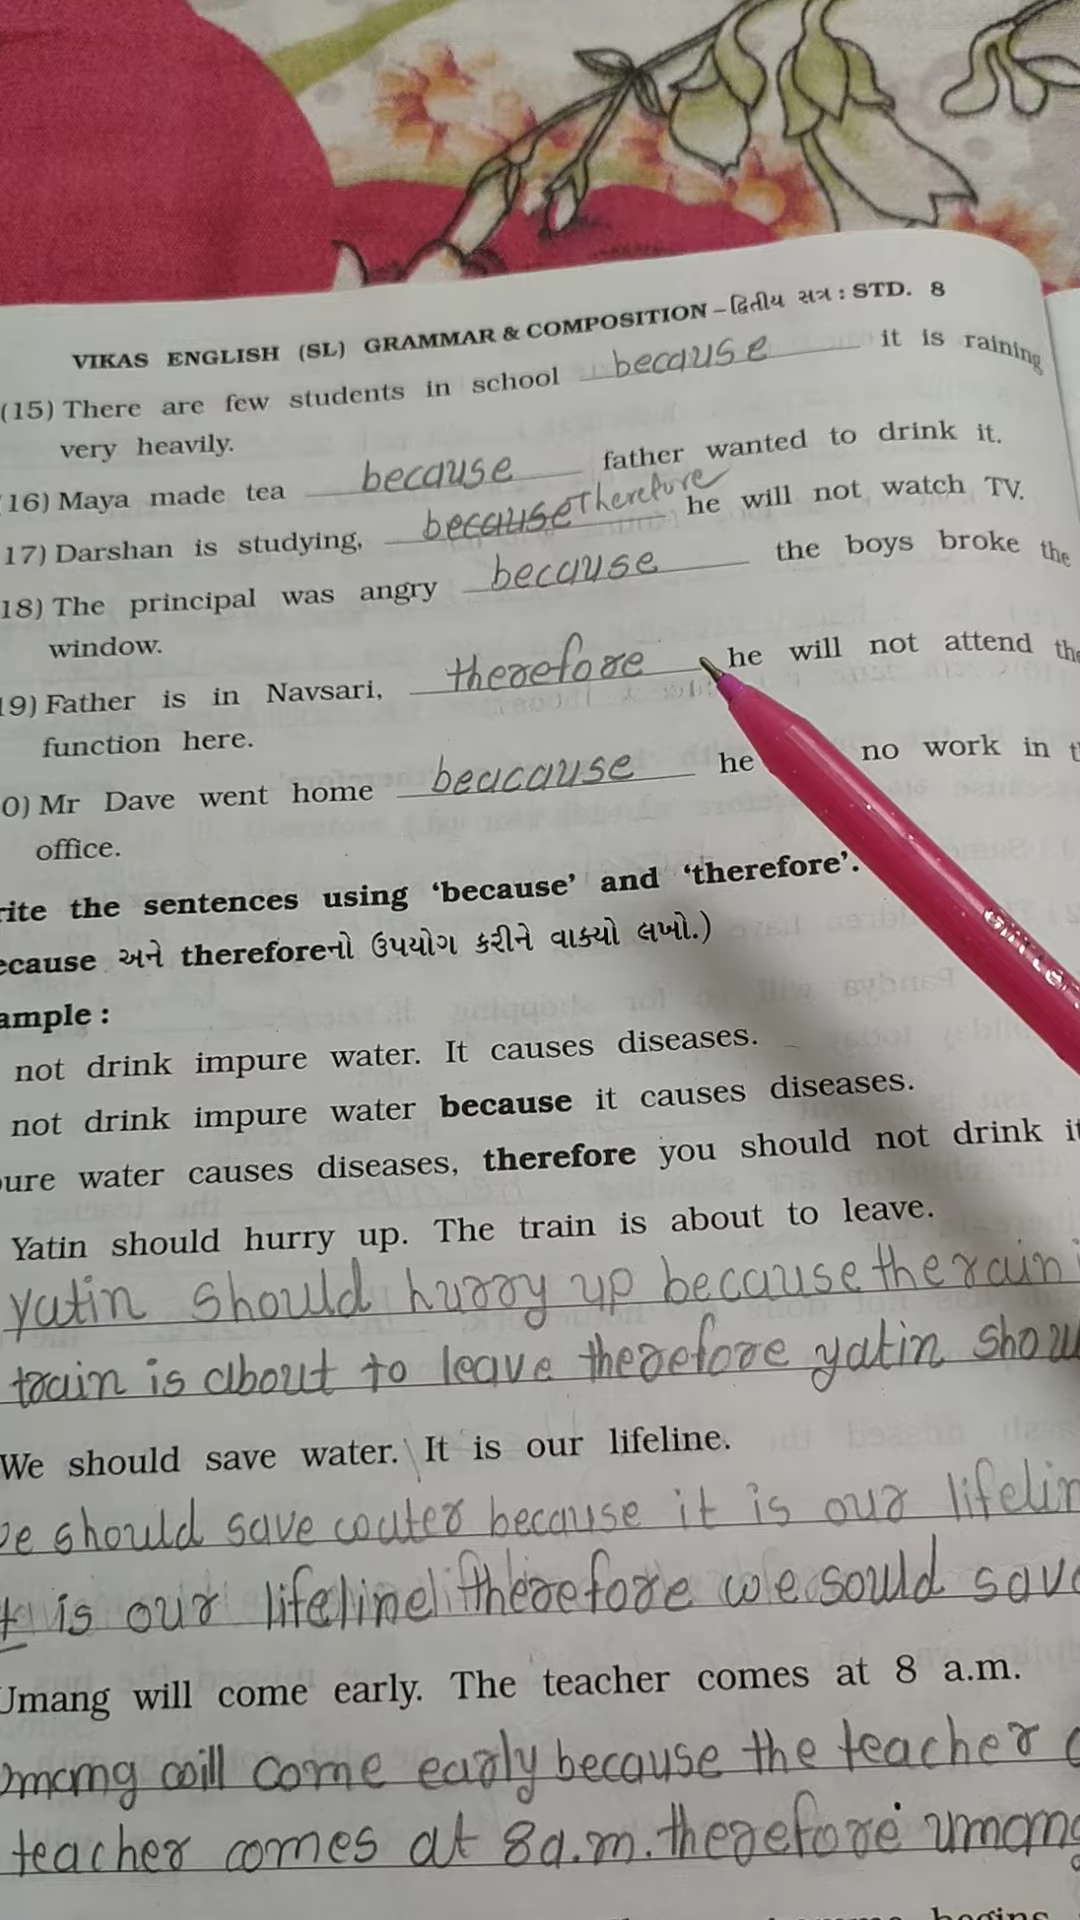 VIKAS ENGLISH (SL) GRAMMAR & COMPOSITION – દ્વિતીય સત્ર : STD. 8
(15) There are few students in school because it is raining
very heavily.
16) Maya made tea because father wanted to drink it.
17) Darshan is studying, because Therefore he will not watch TV.
18) The principal was angry because the boys broke the
window.
19) Father is in Navsari, therefore he will not attend the
function here.
0) Mr Dave went home beacause he no work in
office.
rite the sentences using ‘because’ and ‘therefore’.
ecause અને thereforeનો ઉપયોગ કરીને વાક્યો લખો.)
ample :
not drink impure water. It causes diseases.
not drink impure water because it causes diseases.
ure water causes diseases, therefore you should not drink it
Yatin should hurry up. The train is about to leave.
yatin should hurry up because the rain
train is about to leave therefore yatin shou
We should save water. It is our lifeline.
e should save water because it is our lifelin
t is our lifeline therefore we sould save
Umang will come early. The teacher comes at 8 a.m.
umang will come early because the teacher c
teacher comes at 8a.m. therefore umang
begins